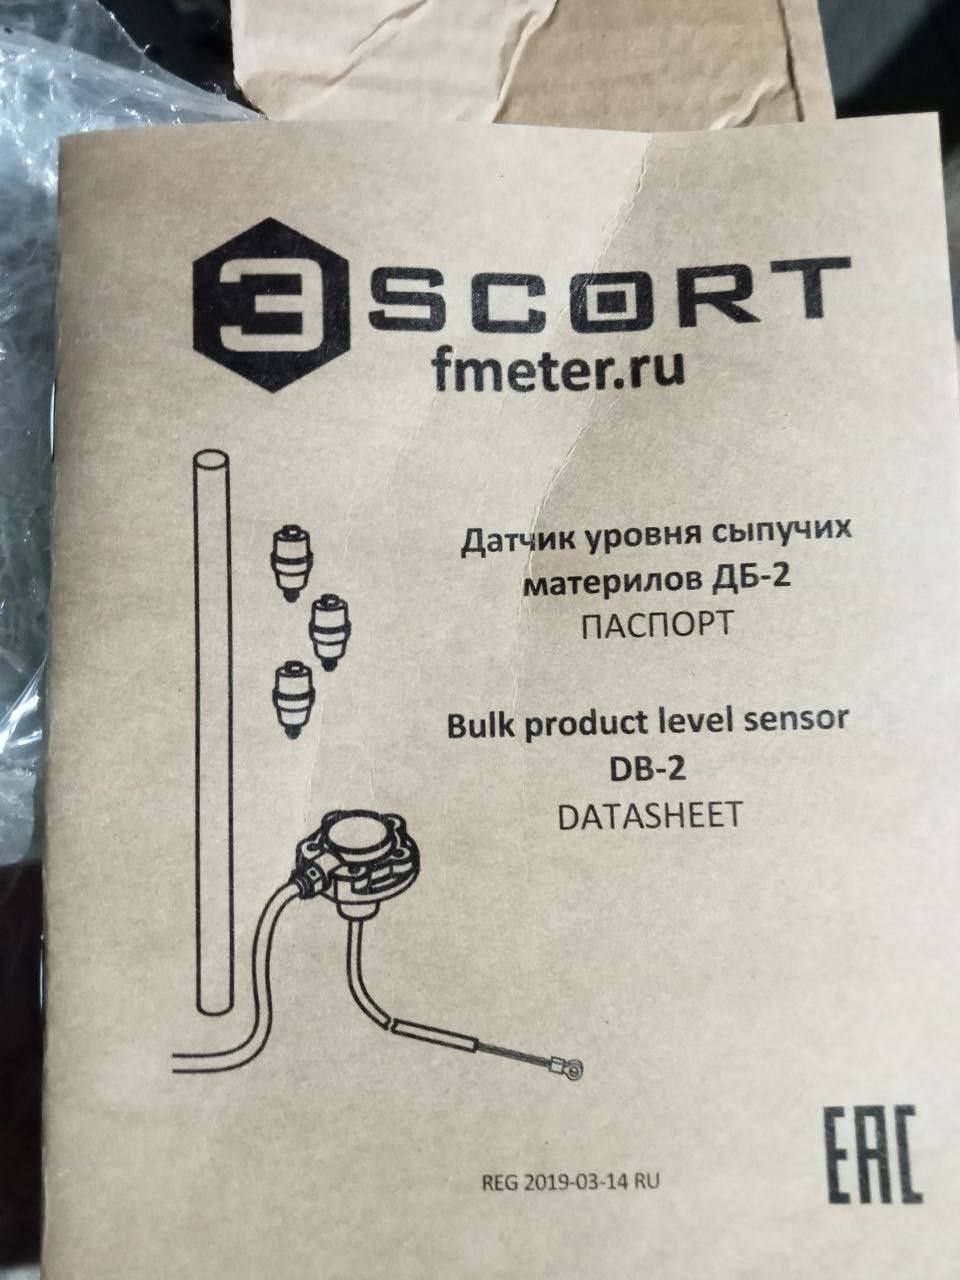 ЭSCORT
fmeter.ru
Датчик уровня сыпучих
материлов ДБ-2
ПАСПОРТ
Bulk product level sensor
DB-2
DATASHEET
REG 2019-03-14 RU
EAC